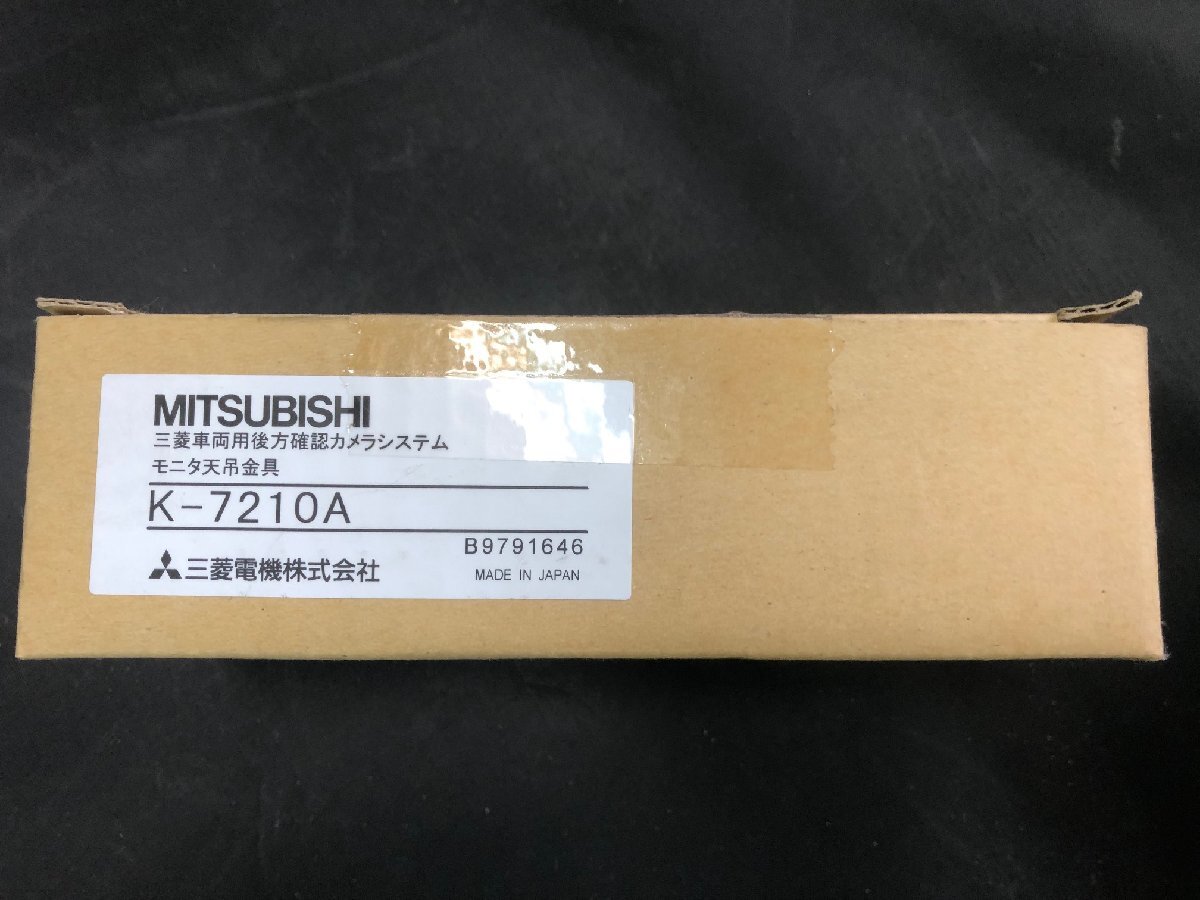 MITSUBISHI
三菱車両用後方確認カメラシステム
モニタ天吊金具
K-7210A
B9791646
三菱電機株式会社
MADE IN JAPAN